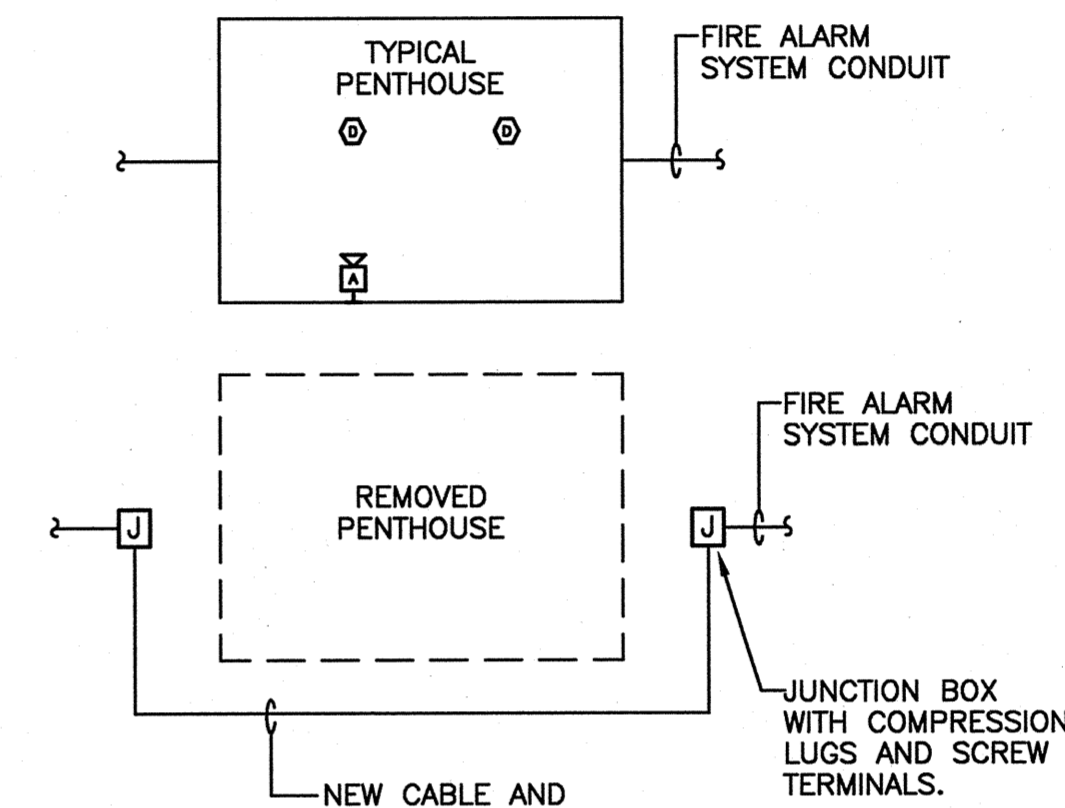 TYPICAL
PENTHOUSE
FIRE ALARM
SYSTEM CONDUIT
D
D
A
REMOVED
PENTHOUSE
FIRE ALARM
SYSTEM CONDUIT
J
J
JUNCTION BOX
WITH COMPRESSION
LUGS AND SCREW
TERMINALS.
NEW CABLE AND